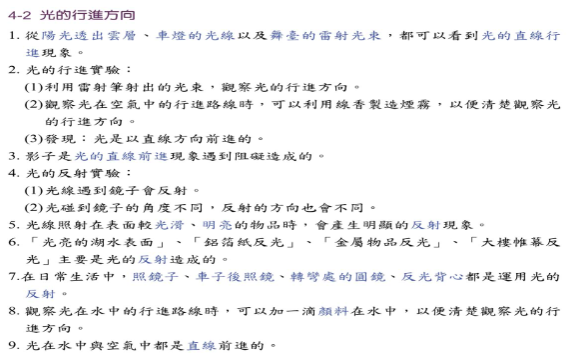 4-2 光的行進方向
1. 從陽光透出雲層、車燈的光線以及舞臺的雷射光束，都可以看到光的直線行
進現象。
2. 光的行進實驗：
(1)利用雷射筆射出的光束，觀察光的行進方向。
(2)觀察光在空氣中的行進路線時，可以利用線香製造煙霧，以便清楚觀察光
的行進方向。
(3)發現：光是以直線方向前進的。
3. 影子是光的直線前進現象遇到阻礙造成的。
4. 光的反射實驗：
(1)光線遇到鏡子會反射。
(2)光碰到鏡子的角度不同，反射的方向也會不同。
5. 光線照射在表面較光滑、明亮的物品時，會產生明顯的反射現象。
6. 「光亮的湖水表面」、「鋁箔紙反光」、「金屬物品反光」、「大樓帷幕反
光」主要是光的反射造成的。
7.在日常生活中，照鏡子、車子後照鏡、轉彎處的圓鏡、反光背心都是運用光的
反射。
8. 觀察光在水中的行進路線時，可以加一滴顏料在水中，以便清楚觀察光的行
進方向。
9. 光在水中與空氣中都是直線前進的。